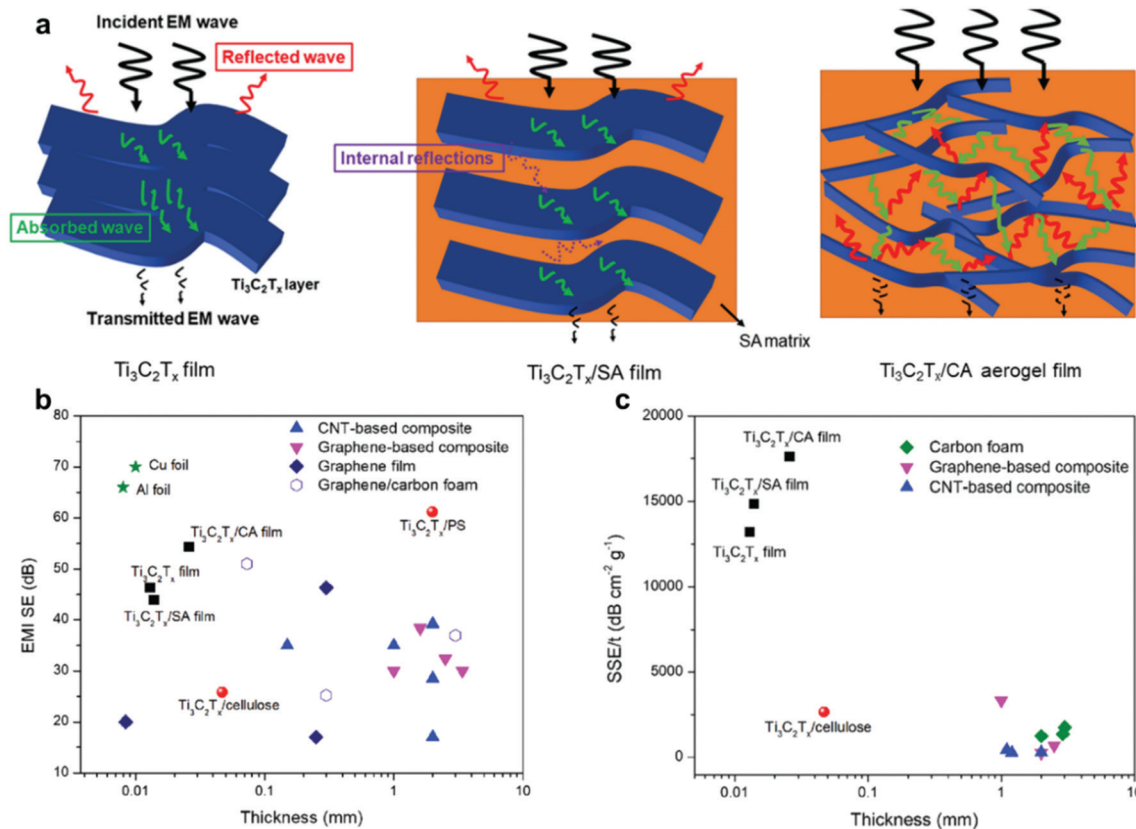 a
Incident EM wave
Reflected wave
Absorbed wave
Ti₃C₂Tₓ layer
Transmitted EM wave
Ti₃C₂Tₓ film
Internal reflections
SA matrix
Ti₃C₂Tₓ/SA film
Ti₃C₂Tₓ/CA aerogel film
b
80
70
60
50
40
30
20
10
EMI SE (dB)
Cu foil
Al foil
CNT-based composite
Graphene-based composite
Graphene film
Graphene/carbon foam
Ti₃C₂Tₓ/PS
Ti₃C₂Tₓ/CA film
Ti₃C₂Tₓ film
Ti₃C₂Tₓ/SA film
Ti₃C₂Tₓ/cellulose
0.01
0.1
1
10
Thickness (mm)
c
20000
15000
10000
5000
0
SSE/t (dB cm⁻² g⁻¹)
Ti₃C₂Tₓ/CA film
Ti₃C₂Tₓ/SA film
Ti₃C₂Tₓ film
Carbon foam
Graphene-based composite
CNT-based composite
Ti₃C₂Tₓ/cellulose
0.01
0.1
1
10
Thickness (mm)